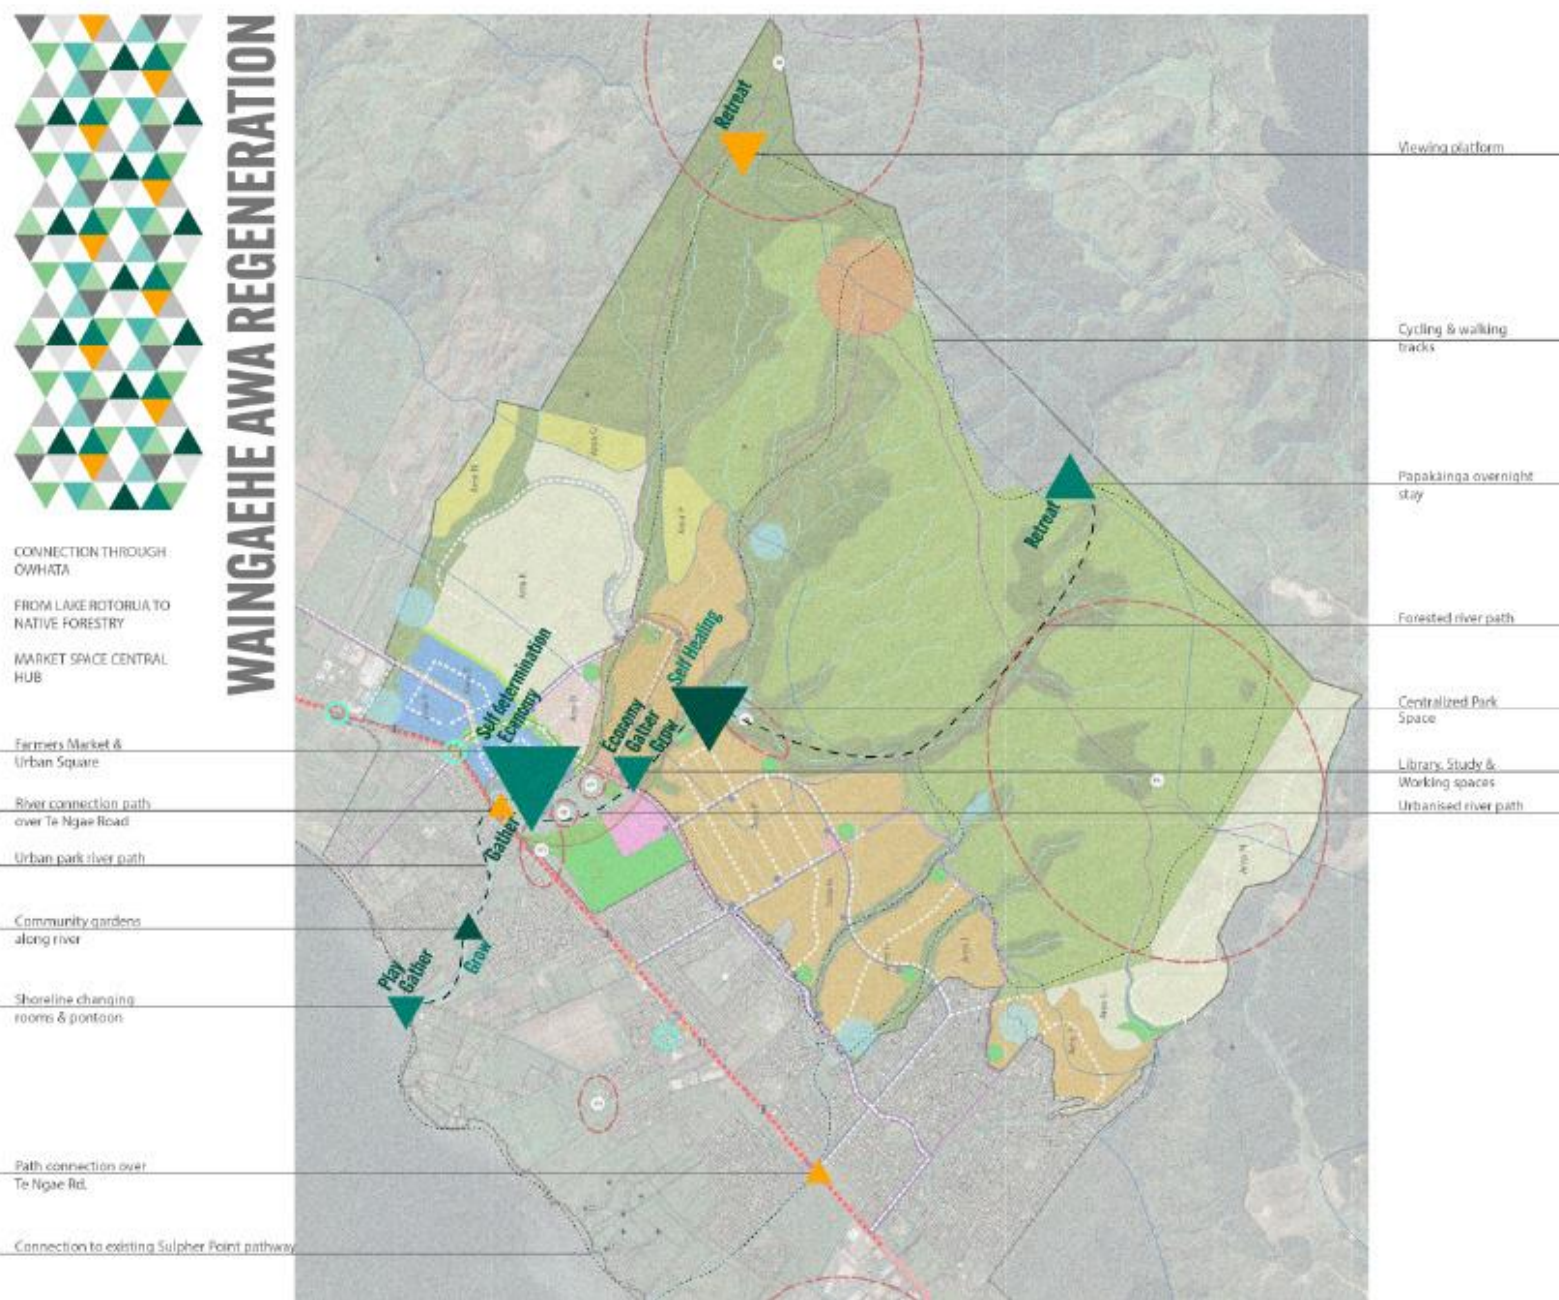 WAINGAEHE AWA REGENERATION
CONNECTION THROUGH
OWHATA
FROM LAKE ROTORUA TO
NATIVE FORESTRY
MARKET SPACE CENTRAL
HUB
Farmers Market &
Urban Square
River connection path
over Te Ngae Road
Urban park river path
Community gardens
along river
Shoreline changing
rooms & pontoon
Path connection over
Te Ngae Rd.
Connection to existing Sulpher Point pathway
Retreat
Retreat
Self Determination
Economy
Gather
Economy
Gather
Grow
Self Healing
Grow
Play
Gather
Viewing platform
Cycling & walking
tracks
Papakāinga overnight
stay
Forested river path
Centralized Park
Space
Library, Study &
Working spaces
Urbanised river path